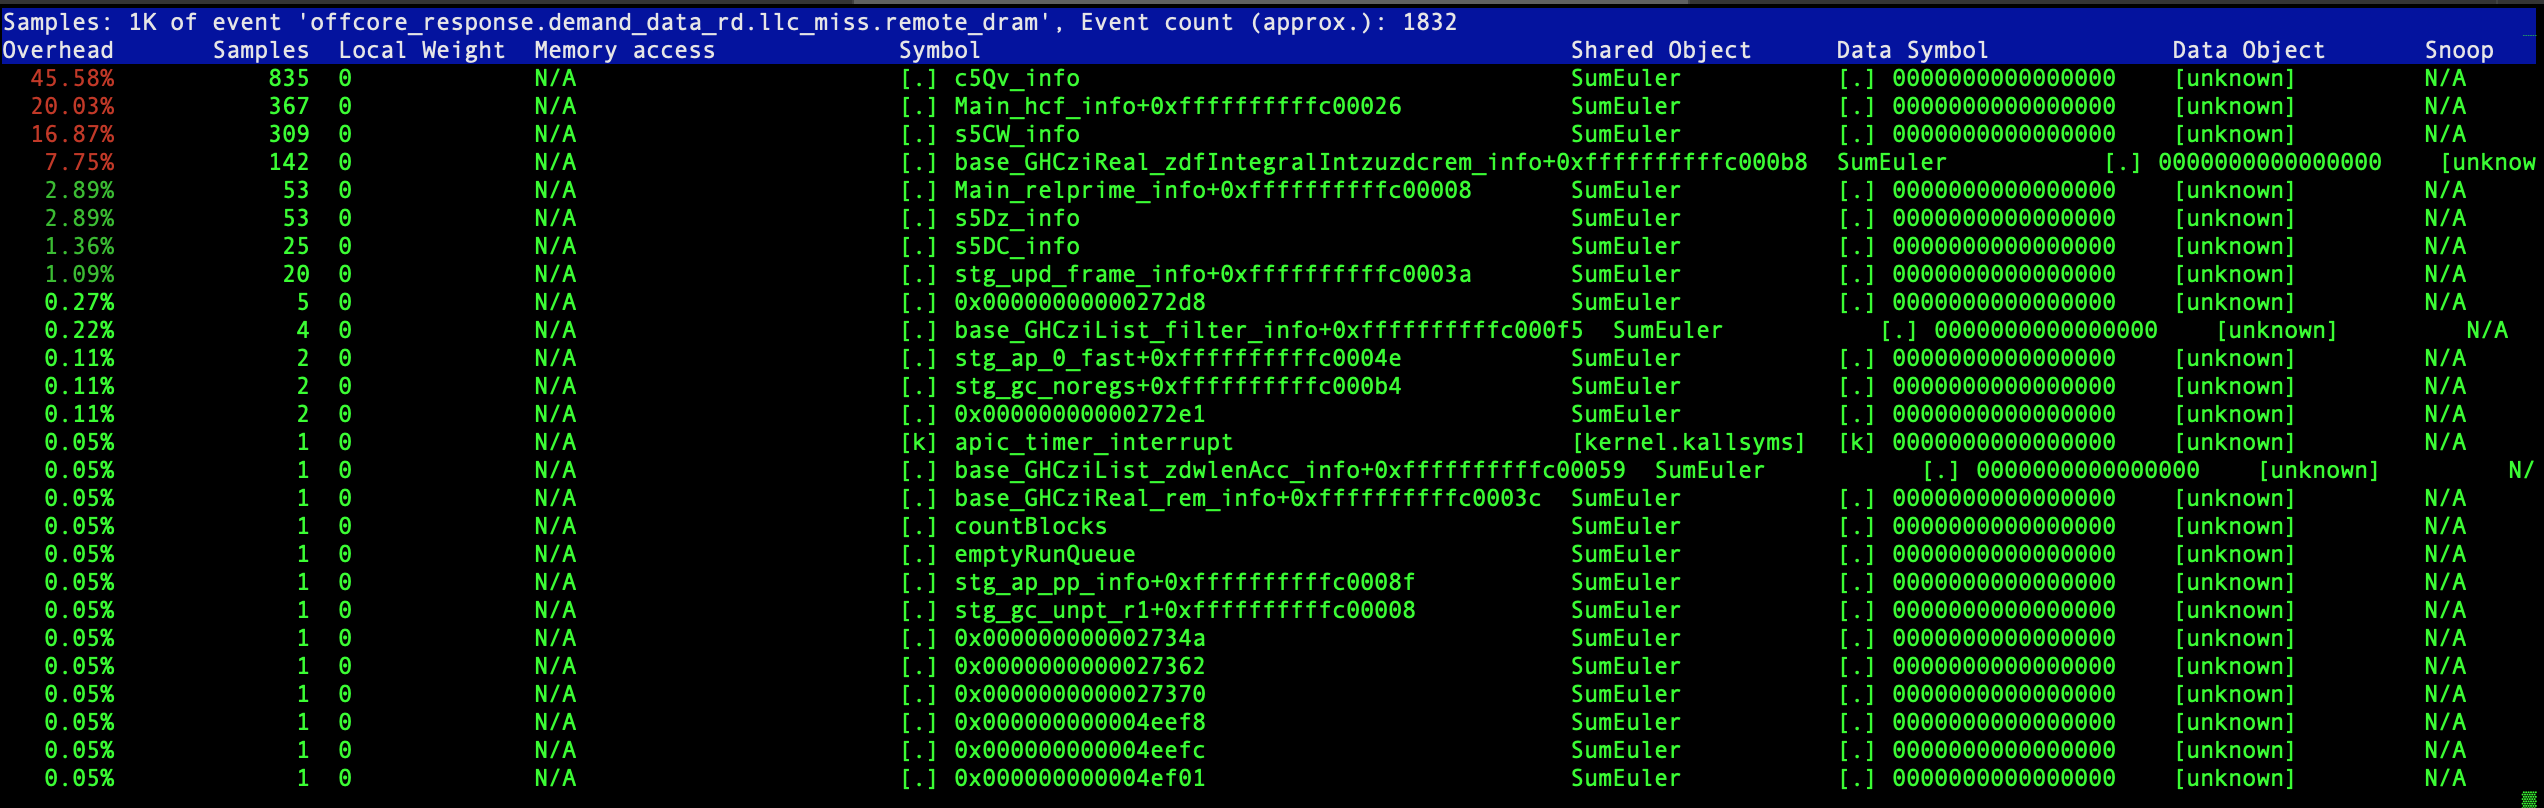 Samples: 1K of event 'offcore_response.demand_data_rd.llc_miss.remote_dram', Event count (approx.): 1832
Overhead Samples Local Weight Memory access Symbol Shared Object Data Symbol Data Object Snoop
45.58% 835 0 N/A [.] c5Qv_info SumEuler [.] 0000000000000000 [unknown] N/A
20.03% 367 0 N/A [.] Main_hcf_info+0xffffffffffc00026 SumEuler [.] 0000000000000000 [unknown] N/A
16.87% 309 0 N/A [.] s5CW_info SumEuler [.] 0000000000000000 [unknown] N/A
7.75% 142 0 N/A [.] base_GHCziReal_zdfIntegralIntzuzdcrem_info+0xffffffffffc000b8 SumEuler [.] 0000000000000000 [unknow
2.89% 53 0 N/A [.] Main_relprime_info+0xffffffffffc00008 SumEuler [.] 0000000000000000 [unknown] N/A
2.89% 53 0 N/A [.] s5Dz_info SumEuler [.] 0000000000000000 [unknown] N/A
1.36% 25 0 N/A [.] s5DC_info SumEuler [.] 0000000000000000 [unknown] N/A
1.09% 20 0 N/A [.] stg_upd_frame_info+0xffffffffffc0003a SumEuler [.] 0000000000000000 [unknown] N/A
0.27% 5 0 N/A [.] 0x00000000000272d8 SumEuler [.] 0000000000000000 [unknown] N/A
0.22% 4 0 N/A [.] base_GHCziList_filter_info+0xffffffffffc000f5 SumEuler [.] 0000000000000000 [unknown] N/A
0.11% 2 0 N/A [.] stg_ap_0_fast+0xffffffffffc0004e SumEuler [.] 0000000000000000 [unknown] N/A
0.11% 2 0 N/A [.] stg_gc_noregs+0xffffffffffc000b4 SumEuler [.] 0000000000000000 [unknown] N/A
0.11% 2 0 N/A [.] 0x00000000000272e1 SumEuler [.] 0000000000000000 [unknown] N/A
0.05% 1 0 N/A [k] apic_timer_interrupt [kernel.kallsyms] [k] 0000000000000000 [unknown] N/A
0.05% 1 0 N/A [.] base_GHCziList_zdwlenAcc_info+0xffffffffffc00059 SumEuler [.] 0000000000000000 [unknown] N/
0.05% 1 0 N/A [.] base_GHCziReal_rem_info+0xffffffffffc0003c SumEuler [.] 0000000000000000 [unknown] N/A
0.05% 1 0 N/A [.] countBlocks SumEuler [.] 0000000000000000 [unknown] N/A
0.05% 1 0 N/A [.] emptyRunQueue SumEuler [.] 0000000000000000 [unknown] N/A
0.05% 1 0 N/A [.] stg_ap_pp_info+0xffffffffffc0008f SumEuler [.] 0000000000000000 [unknown] N/A
0.05% 1 0 N/A [.] stg_gc_unpt_r1+0xffffffffffc00008 SumEuler [.] 0000000000000000 [unknown] N/A
0.05% 1 0 N/A [.] 0x000000000002734a SumEuler [.] 0000000000000000 [unknown] N/A
0.05% 1 0 N/A [.] 0x0000000000027362 SumEuler [.] 0000000000000000 [unknown] N/A
0.05% 1 0 N/A [.] 0x0000000000027370 SumEuler [.] 0000000000000000 [unknown] N/A
0.05% 1 0 N/A [.] 0x000000000004eef8 SumEuler [.] 0000000000000000 [unknown] N/A
0.05% 1 0 N/A [.] 0x000000000004eefc SumEuler [.] 0000000000000000 [unknown] N/A
0.05% 1 0 N/A [.] 0x000000000004ef01 SumEuler [.] 0000000000000000 [unknown] N/A